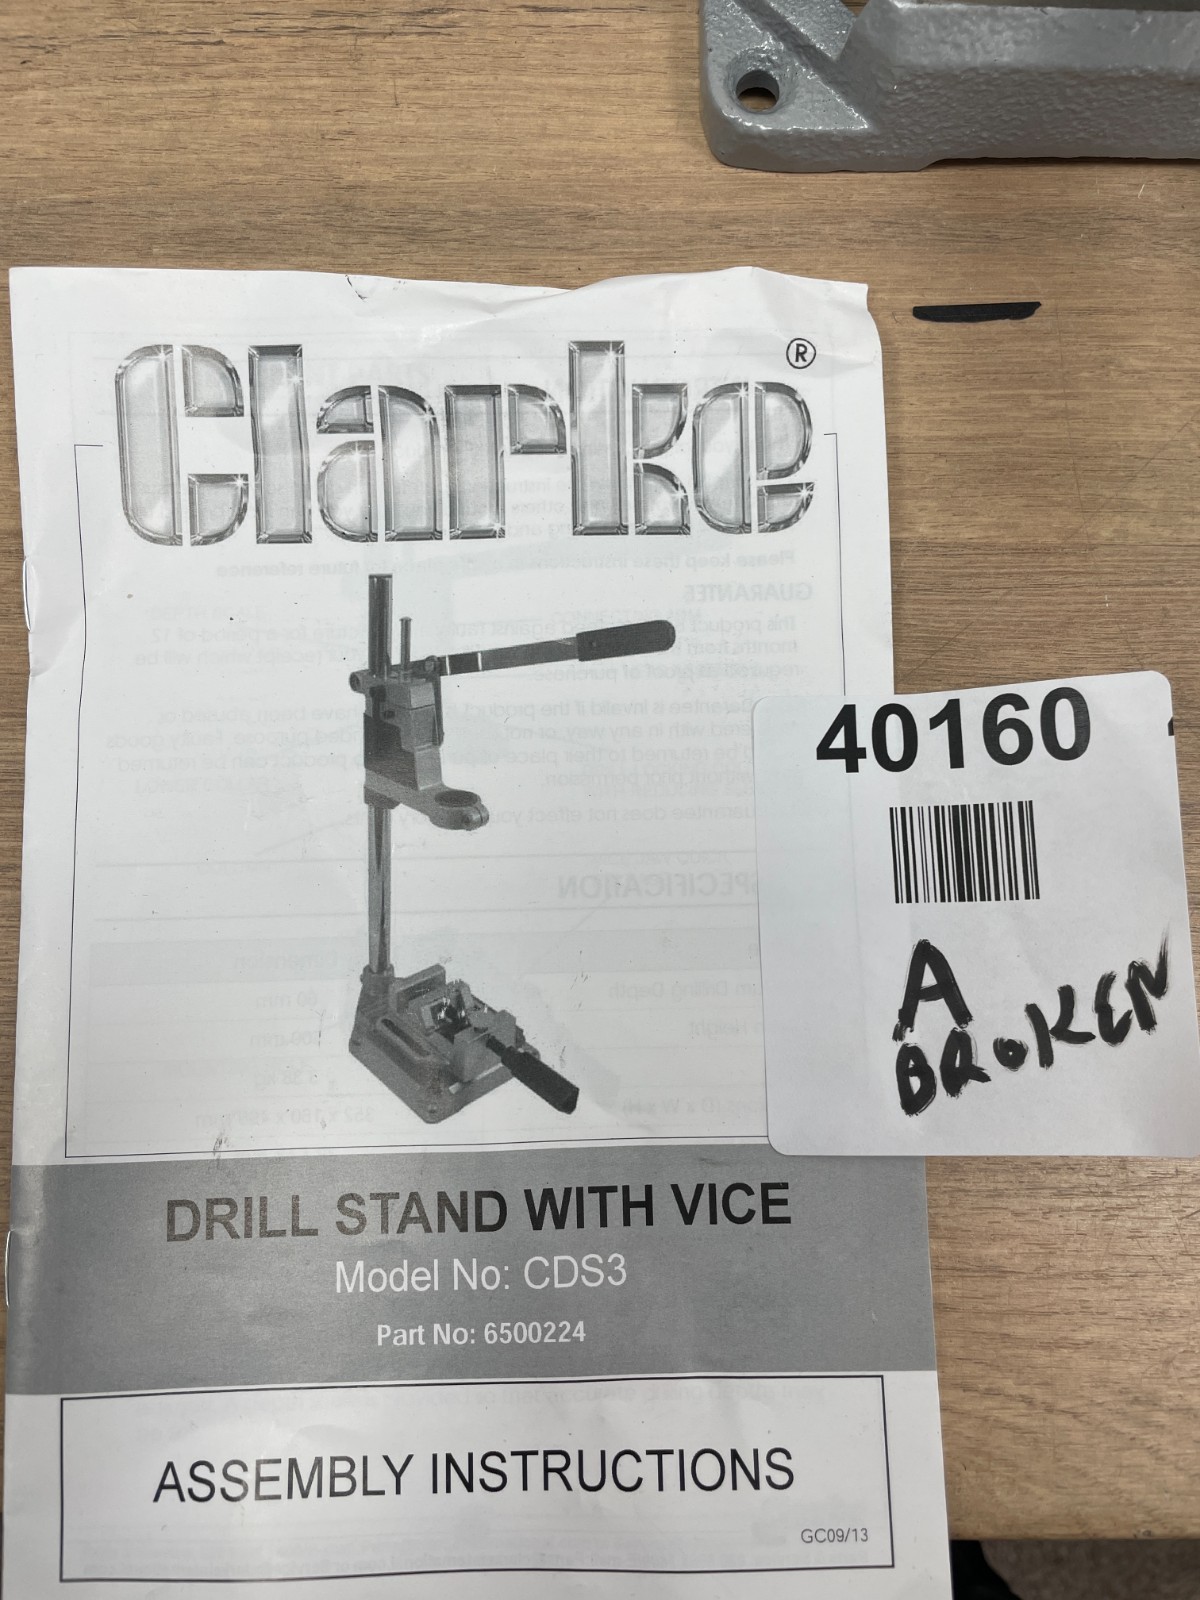 Clarke®
40160
A
BROKEN
DRILL STAND WITH VICE
Model No: CDS3
Part No: 6500224
ASSEMBLY INSTRUCTIONS
GC09/13